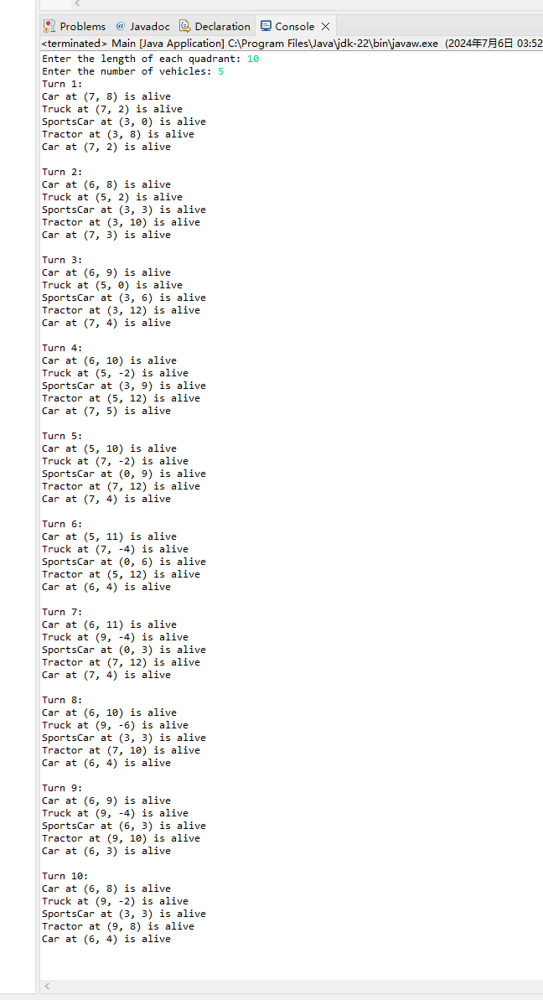 Problems @ Javadoc Declaration Console
<terminated> Main [Java Application] C:\Program Files\Java\jdk-22\bin\javaw.exe (2024年7月6日 03:52
Enter the length of each quadrant: 10
Enter the number of vehicles: 5
Turn 1:
Car at (7, 8) is alive
Truck at (7, 2) is alive
SportsCar at (3, 0) is alive
Tractor at (3, 8) is alive
Car at (7, 2) is alive

Turn 2:
Car at (6, 8) is alive
Truck at (5, 2) is alive
SportsCar at (3, 3) is alive
Tractor at (3, 10) is alive
Car at (7, 3) is alive

Turn 3:
Car at (6, 9) is alive
Truck at (5, 0) is alive
SportsCar at (3, 6) is alive
Tractor at (3, 12) is alive
Car at (7, 4) is alive

Turn 4:
Car at (6, 10) is alive
Truck at (5, -2) is alive
SportsCar at (3, 9) is alive
Tractor at (5, 12) is alive
Car at (7, 5) is alive

Turn 5:
Car at (5, 10) is alive
Truck at (7, -2) is alive
SportsCar at (0, 9) is alive
Tractor at (7, 12) is alive
Car at (7, 4) is alive

Turn 6:
Car at (5, 11) is alive
Truck at (7, -4) is alive
SportsCar at (0, 6) is alive
Tractor at (5, 12) is alive
Car at (6, 4) is alive

Turn 7:
Car at (6, 11) is alive
Truck at (9, -4) is alive
SportsCar at (0, 3) is alive
Tractor at (7, 12) is alive
Car at (7, 4) is alive

Turn 8:
Car at (6, 10) is alive
Truck at (9, -6) is alive
SportsCar at (3, 3) is alive
Tractor at (7, 10) is alive
Car at (6, 4) is alive

Turn 9:
Car at (6, 9) is alive
Truck at (9, -4) is alive
SportsCar at (6, 3) is alive
Tractor at (9, 10) is alive
Car at (6, 3) is alive

Turn 10:
Car at (6, 8) is alive
Truck at (9, -2) is alive
SportsCar at (3, 3) is alive
Tractor at (9, 8) is alive
Car at (6, 4) is alive